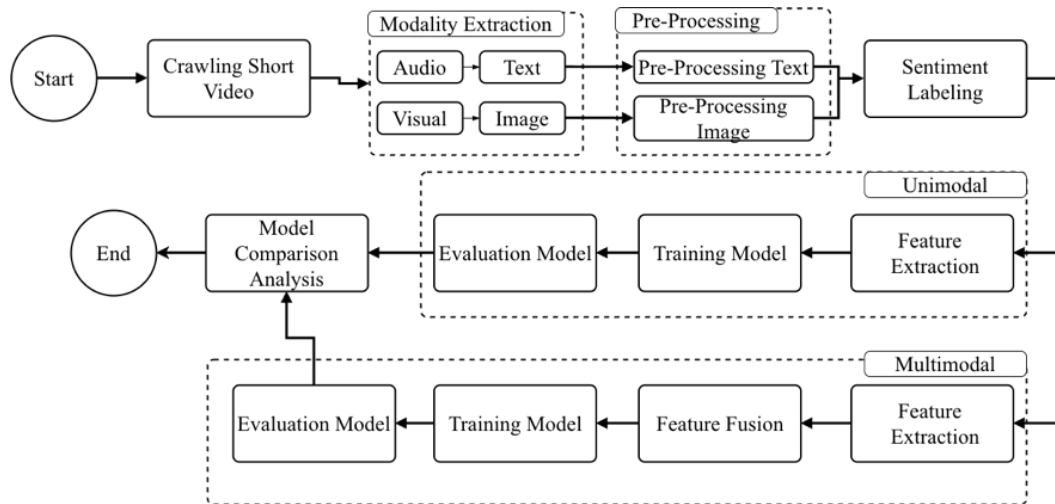 Modality Extraction
Pre-Processing
Start
Crawling Short
Video
Audio
Text
Visual
Image
Pre-Processing Text
Pre-Processing
Image
Sentiment
Labeling
Unimodal
End
Model
Comparison
Analysis
Evaluation Model
Training Model
Feature
Extraction
Multimodal
Evaluation Model
Training Model
Feature Fusion
Feature
Extraction